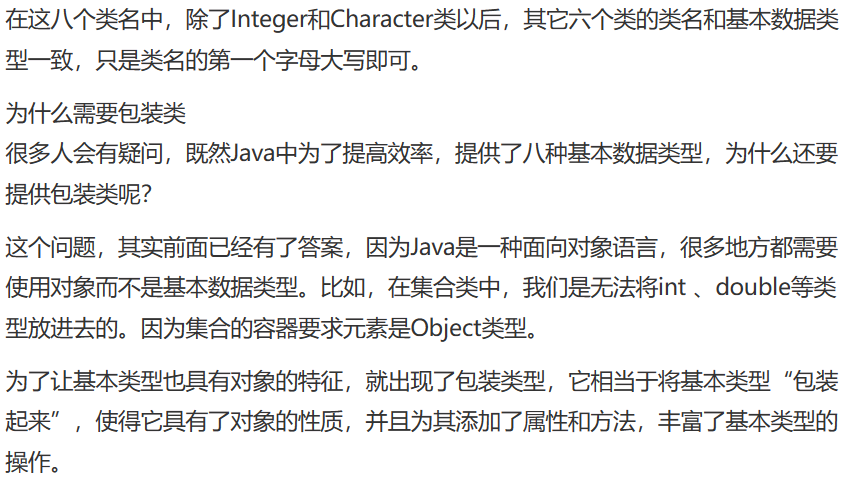 在这八个类名中，除了Integer和Character类以后，其它六个类的类名和基本数据类
型一致，只是类名的第一个字母大写即可。
为什么需要包装类
很多人会有疑问，既然Java中为了提高效率，提供了八种基本数据类型，为什么还要
提供包装类呢？
这个问题，其实前面已经有了答案，因为Java是一种面向对象语言，很多地方都需要
使用对象而不是基本数据类型。比如，在集合类中，我们是无法将int 、double等类
型放进去的。因为集合的容器要求元素是Object类型。
为了让基本类型也具有对象的特征，就出现了包装类型，它相当于将基本类型“包装
起来”，使得它具有了对象的性质，并且为其添加了属性和方法，丰富了基本类型的
操作。